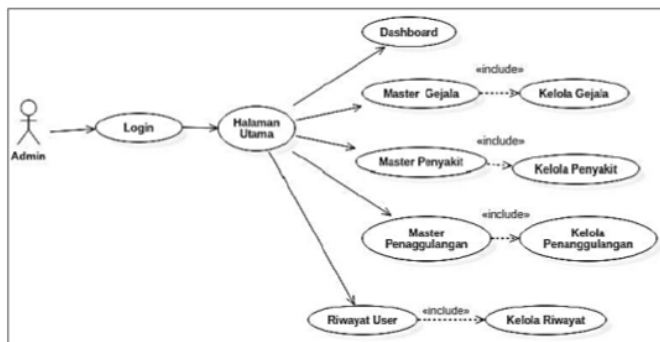 Dashboard
«include»
Master Gejala
Kelola Gejala
Login
Halaman
Utama
Admin
«include»
Master Penyakit
Kelola Penyakit
«include»
Master
Penaggulangan
Kelola
Penanggulangan
Riwayat User
«include»
Kelola Riwayat